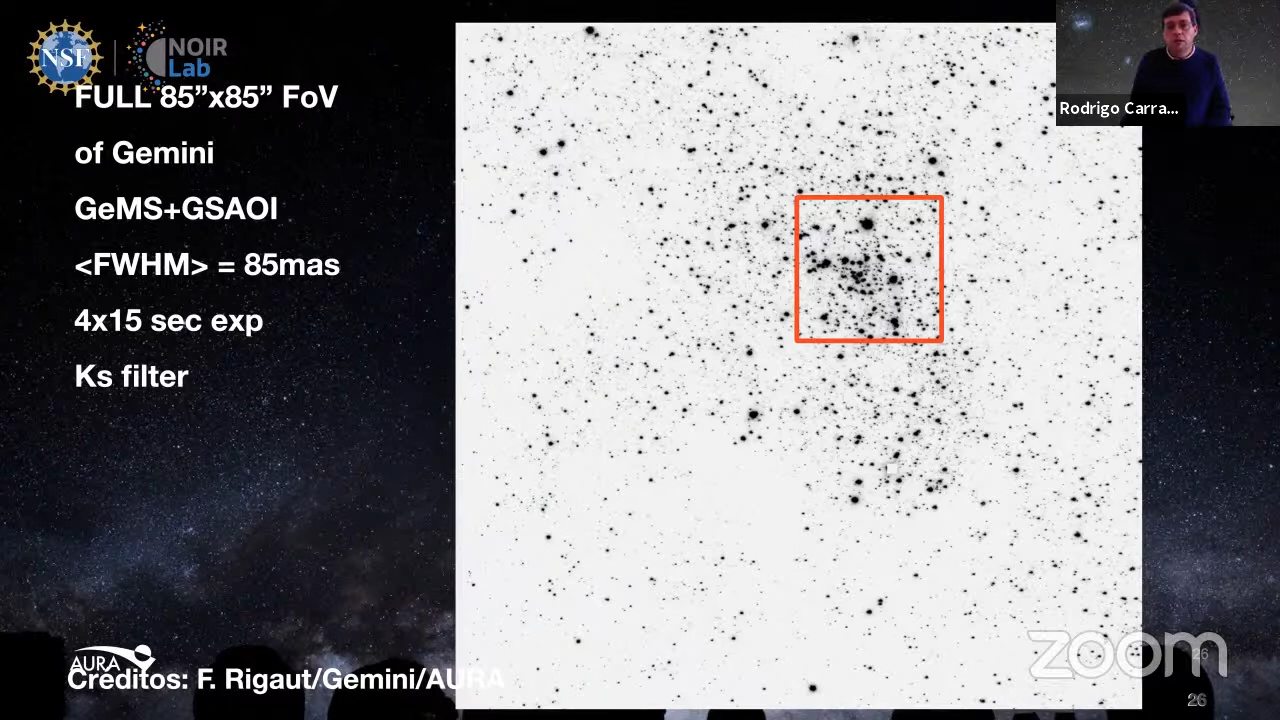 NSF
NOIR
Lab
FULL 85”x85” FoV
of Gemini
GeMS+GSAOI
<FWHM> = 85mas
4x15 sec exp
Ks filter
Rodrigo Carra...
AURA
Créditos: F. Rigaut/Gemini/AURA
zoom
26
26